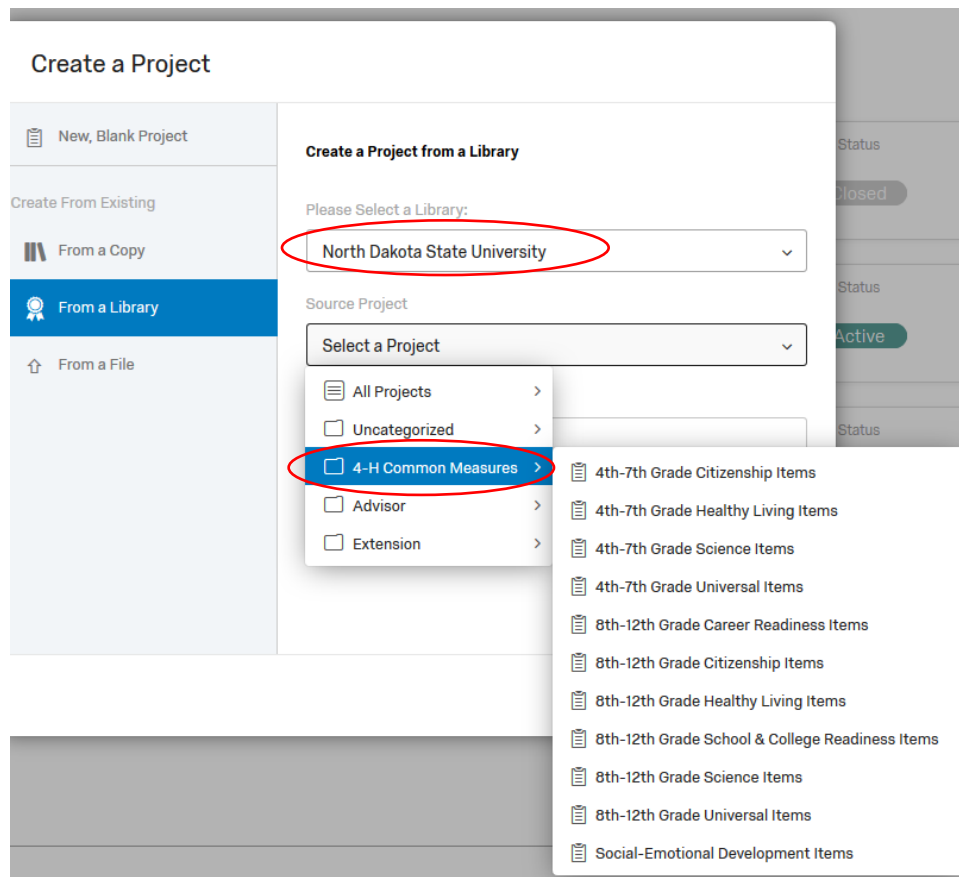 Create a Project
New, Blank Project
Create From Existing
From a Copy
From a Library
From a File
Create a Project from a Library
Please Select a Library:
North Dakota State University
Source Project
Select a Project
All Projects
Uncategorized
4-H Common Measures
Advisor
Extension
4th-7th Grade Citizenship Items
4th-7th Grade Healthy Living Items
4th-7th Grade Science Items
4th-7th Grade Universal Items
8th-12th Grade Career Readiness Items
8th-12th Grade Citizenship Items
8th-12th Grade Healthy Living Items
8th-12th Grade School & College Readiness Items
8th-12th Grade Science Items
8th-12th Grade Universal Items
Social-Emotional Development Items
Status
Closed
Status
Active
Status